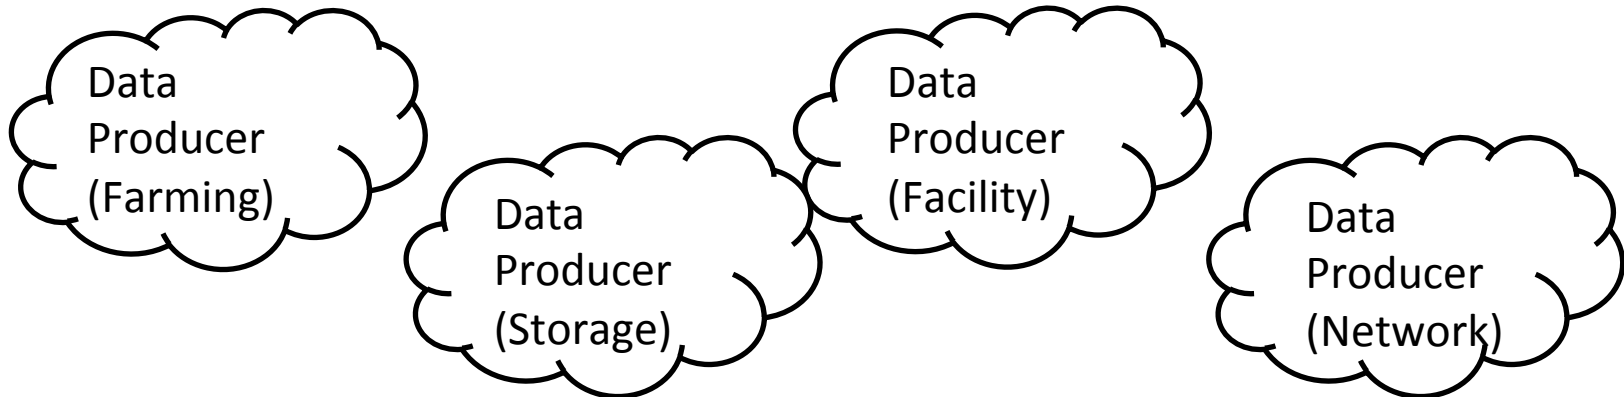 Data
Producer
(Farming)
Data
Producer
(Storage)
Data
Producer
(Facility)
Data
Producer
(Network)